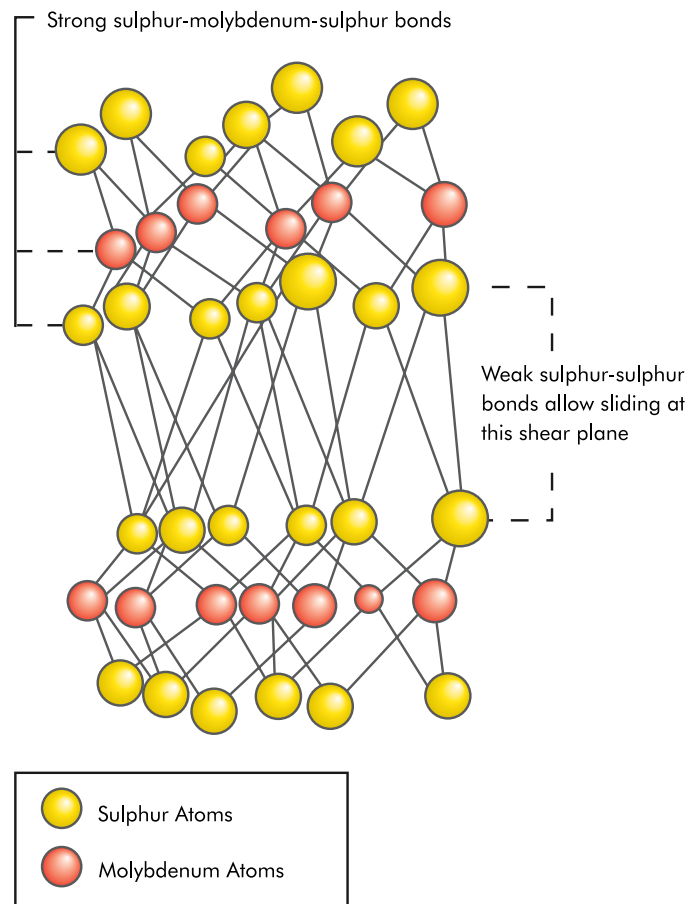 Strong sulphur-molybdenum-sulphur bonds
Weak sulphur-sulphur
bonds allow sliding at
this shear plane
Sulphur Atoms
Molybdenum Atoms